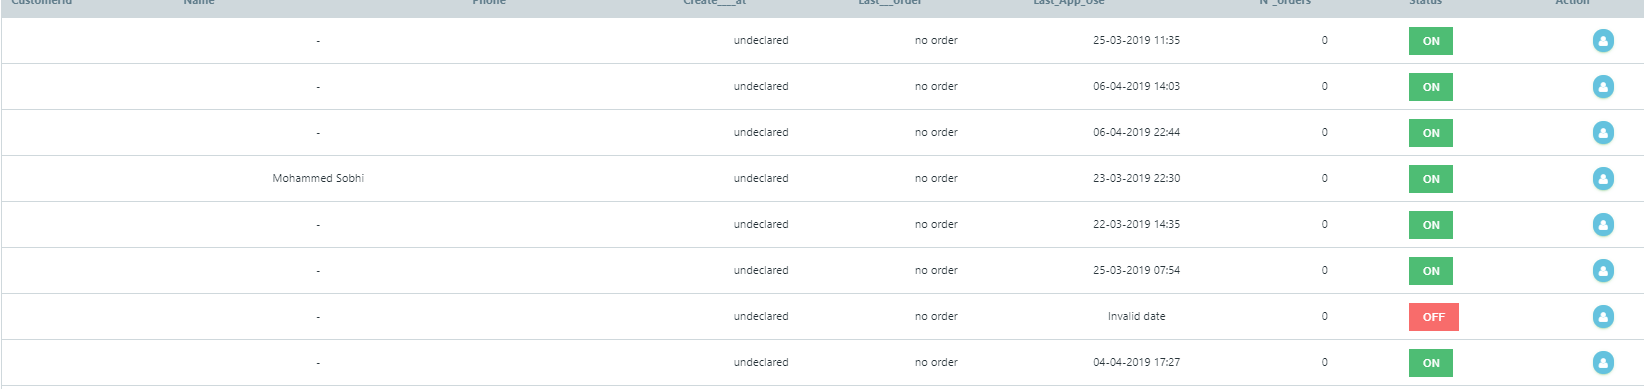 CustomerId Name Phone Create____at Last___order Last_App_Use N°_orders Status Action
- undeclared no order 25-03-2019 11:35 0 ON
- undeclared no order 06-04-2019 14:03 0 ON
- undeclared no order 06-04-2019 22:44 0 ON
Mohammed Sobhi undeclared no order 23-03-2019 22:30 0 ON
- undeclared no order 22-03-2019 14:35 0 ON
- undeclared no order 25-03-2019 07:54 0 ON
- undeclared no order Invalid date 0 OFF
- undeclared no order 04-04-2019 17:27 0 ON